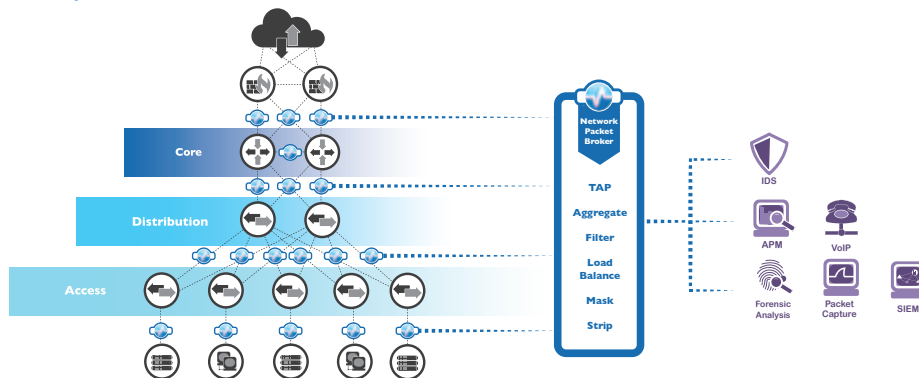 Network
Packet
Broker
Core
IDS
TAP
Distribution
Aggregate
Filter
APM
VoIP
Load
Balance
Access
Mask
Forensic
Analysis
Packet
Capture
SIEM
Strip